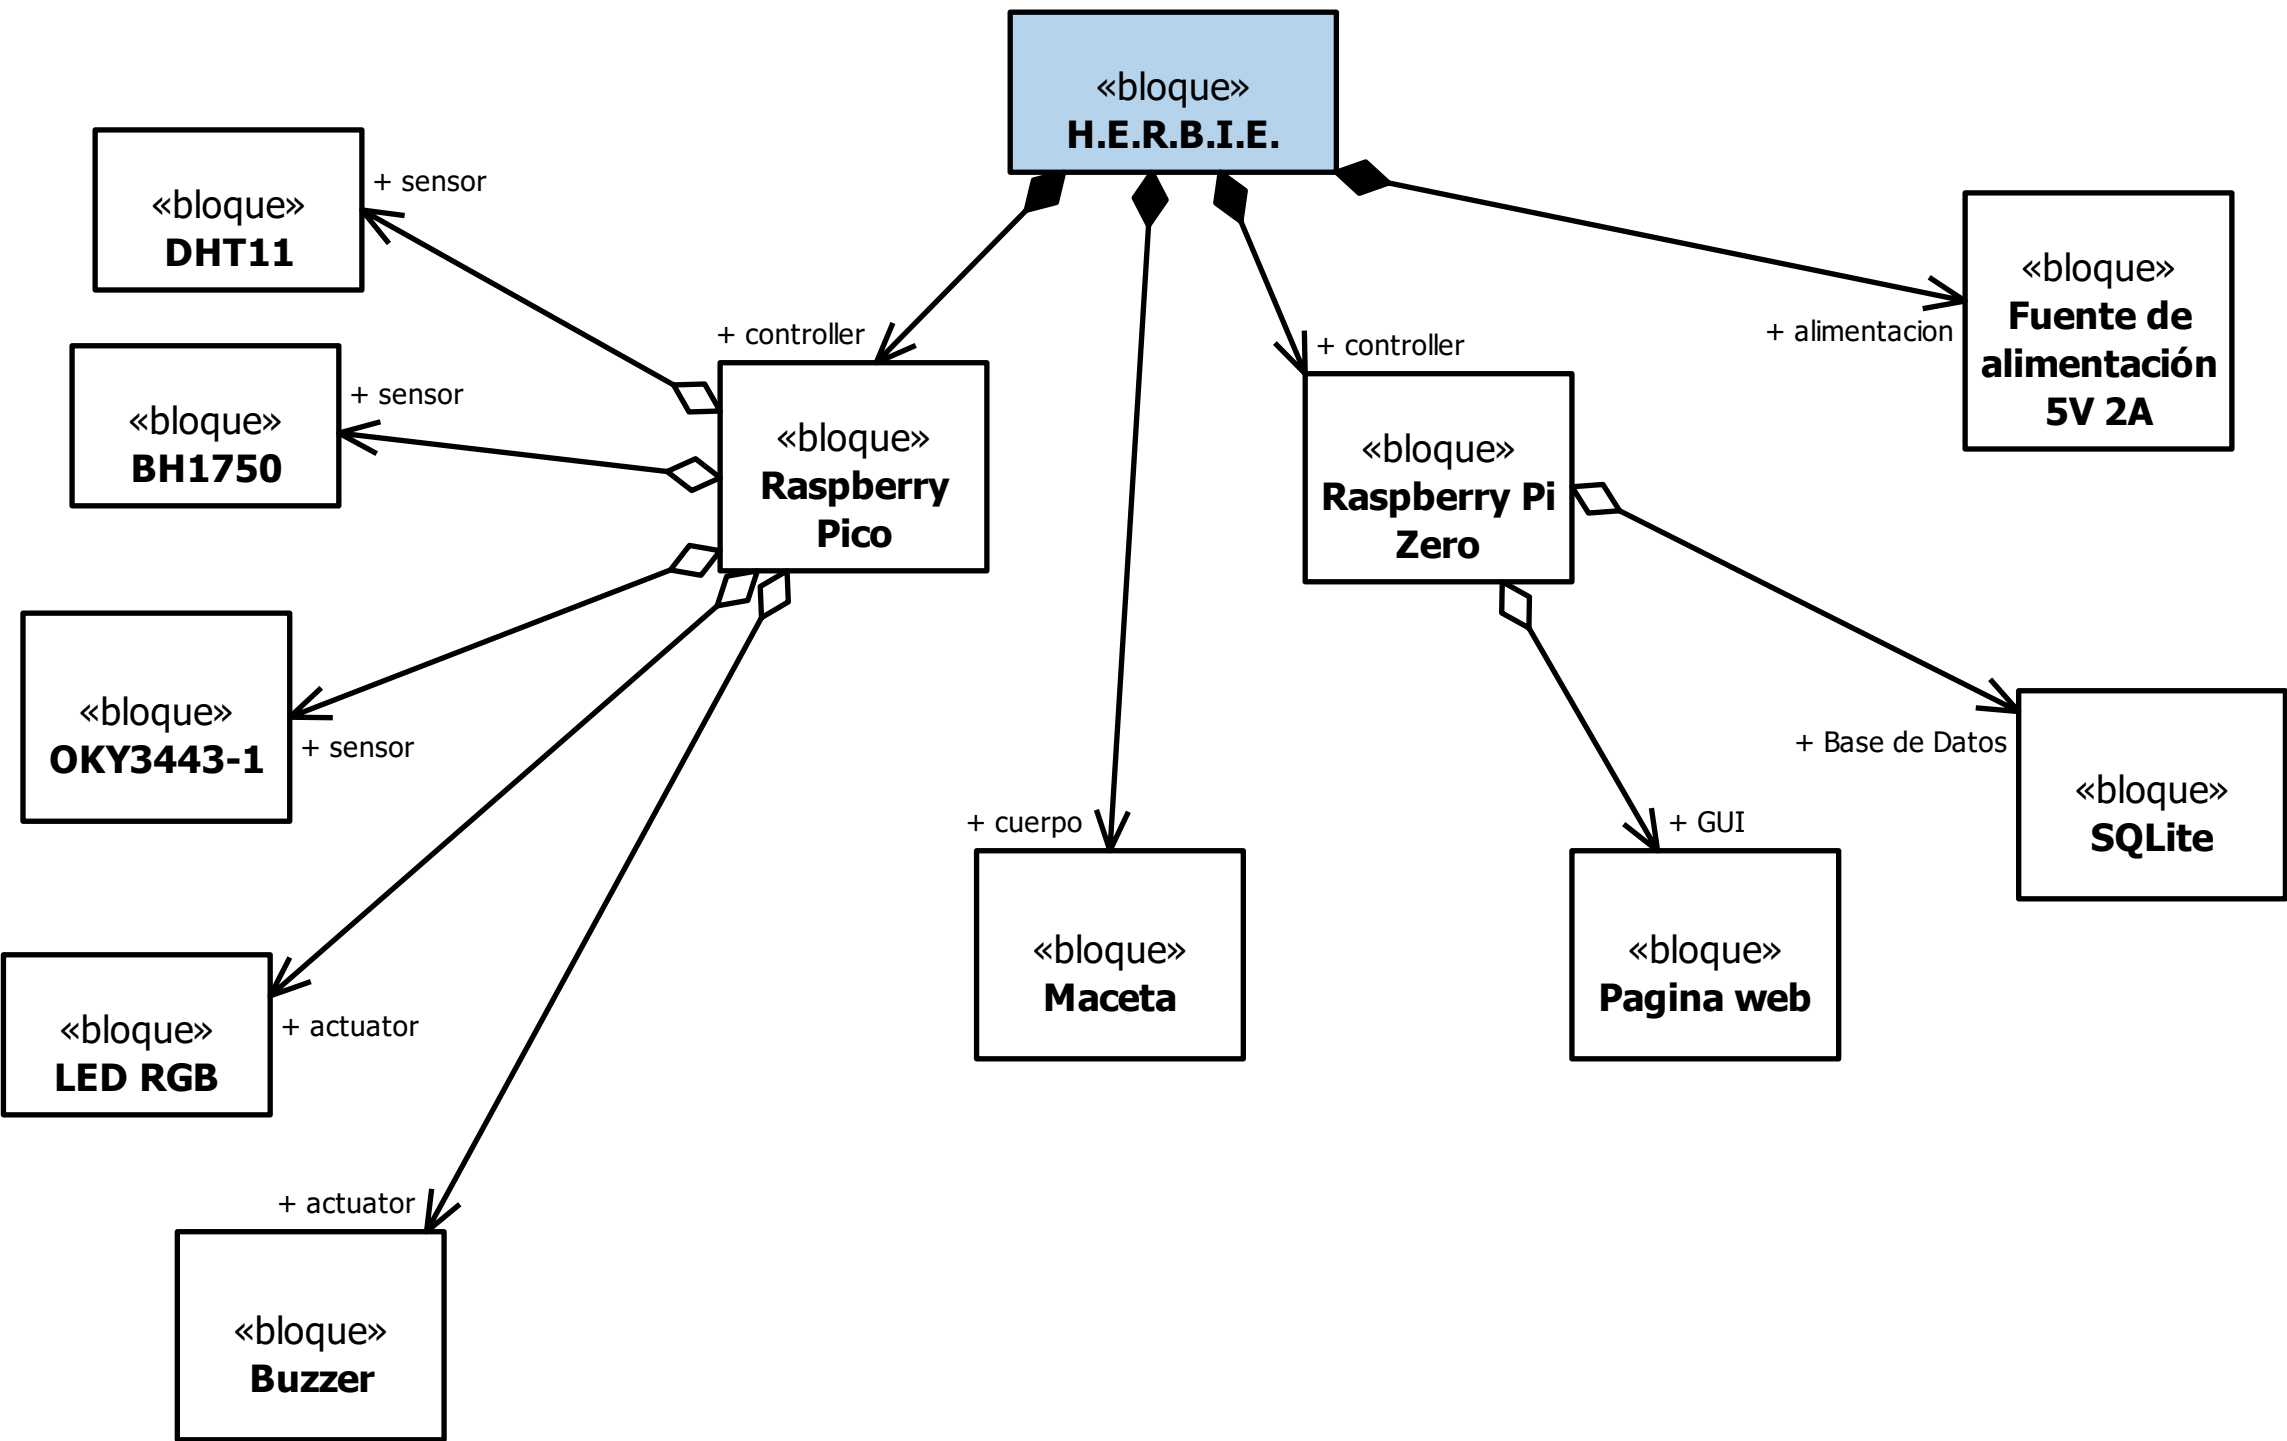 «bloque»
H.E.R.B.I.E.
«bloque»
DHT11
+ sensor
«bloque»
BH1750
+ sensor
«bloque»
OKY3443-1
+ sensor
«bloque»
LED RGB
+ actuator
+ actuator
«bloque»
Buzzer
+ controller
«bloque»
Raspberry
Pico
+ cuerpo
«bloque»
Maceta
+ controller
«bloque»
Raspberry Pi
Zero
+ GUI
«bloque»
Pagina web
+ alimentacion
«bloque»
Fuente de
alimentación
5V 2A
+ Base de Datos
«bloque»
SQLite